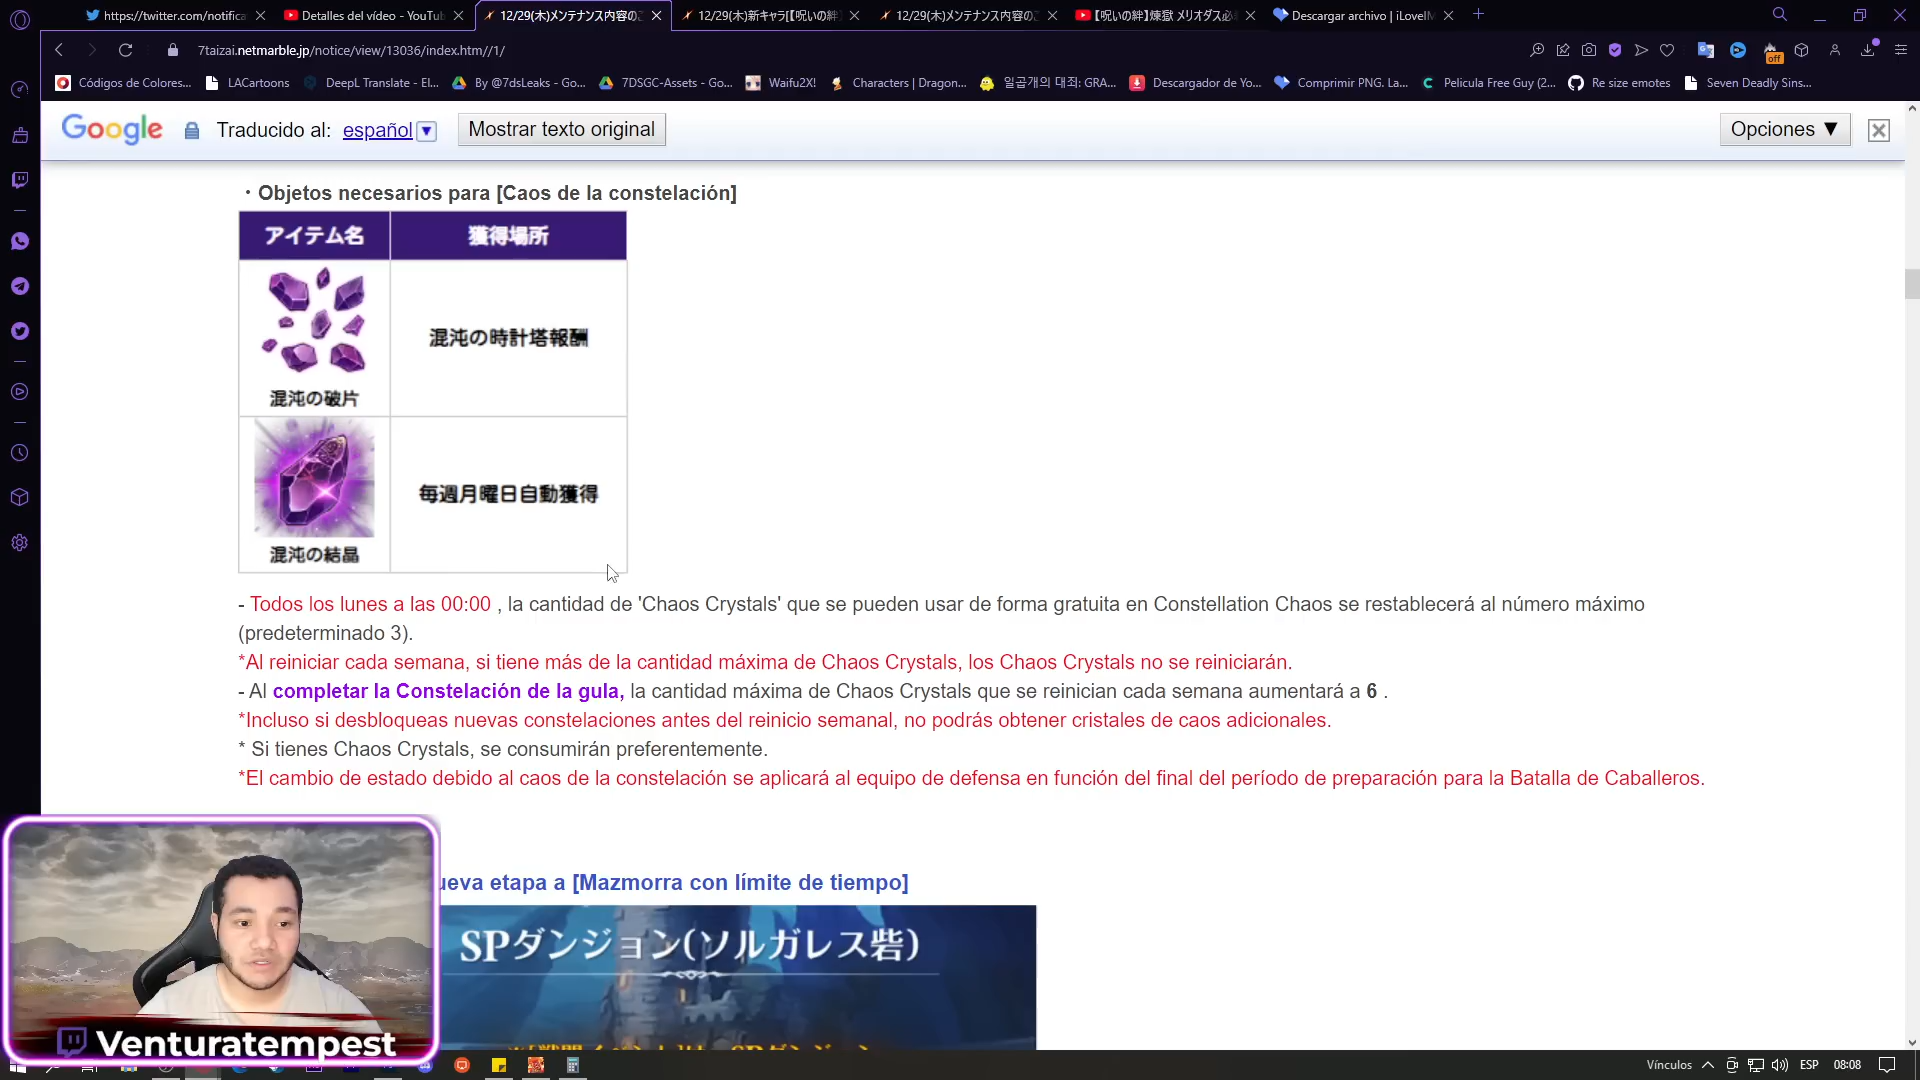 https://twitter.com/notifica
Detalles del vídeo - YouTub
12/29(木)メンテナンス内容のご
12/29(木)新キャラ[【呪いの絆】
12/29(木)メンテナンス内容のご
【呪いの絆】煉獄 メリオダス必
Descargar archivo | iLoveIM
7taizai.netmarble.jp/notice/view/13036/index.htm//1/
off
Códigos de Colores...
LACartoons
DeepL Translate - El...
By @7dsLeaks - Go...
7DSGC-Assets - Go...
Waifu2X!
Characters | Dragon...
일곱개의 대죄: GRA...
Descargador de Yo...
Comprimir PNG. La...
Pelicula Free Guy (2...
Re size emotes
Seven Deadly Sins...
Google
Traducido al: español
Mostrar texto original
Opciones ▼
・Objetos necesarios para [Caos de la constelación]
アイテム名
獲得場所
混沌の破片
混沌の時計塔報酬
混沌の結晶
毎週月曜日自動獲得
- Todos los lunes a las 00:00 , la cantidad de 'Chaos Crystals' que se pueden usar de forma gratuita en Constellation Chaos se restablecerá al número máximo
(predeterminado 3).
*Al reiniciar cada semana, si tiene más de la cantidad máxima de Chaos Crystals, los Chaos Crystals no se reiniciarán.
- Al completar la Constelación de la gula, la cantidad máxima de Chaos Crystals que se reinician cada semana aumentará a 6 .
*Incluso si desbloqueas nuevas constelaciones antes del reinicio semanal, no podrás obtener cristales de caos adicionales.
* Si tienes Chaos Crystals, se consumirán preferentemente.
*El cambio de estado debido al caos de la constelación se aplicará al equipo de defensa en función del final del período de preparación para la Batalla de Caballeros.
ueva etapa a [Mazmorra con límite de tiempo]
SPダンジョン(ソルガレス砦)
Venturatempest
Vínculos
ESP
08:08